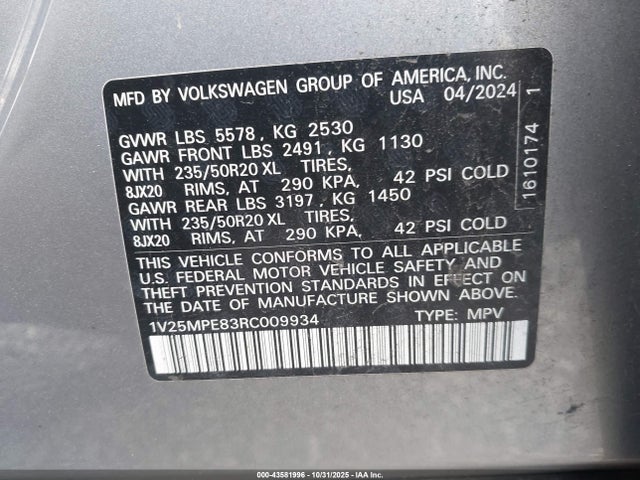 MFD BY VOLKSWAGEN GROUP OF AMERICA, INC.
USA 04/2024
GVWR LBS 5578, KG 2530
GAWR FRONT LBS 2491, KG 1130
WITH 235/50R20 XL TIRES,
8JX20 RIMS, AT 290 KPA, 42 PSI COLD
GAWR REAR LBS 3197, KG 1450
WITH 235/50R20 XL TIRES,
8JX20 RIMS, AT 290 KPA, 42 PSI COLD
THIS VEHICLE CONFORMS TO ALL APPLICABLE
U.S. FEDERAL MOTOR VEHICLE SAFETY AND
THEFT PREVENTION STANDARDS IN EFFECT ON
THE DATE OF MANUFACTURE SHOWN ABOVE.
1V25MPE83RC009934 TYPE: MPV
1610174 1
000-43581996 • 10/31/2025 • IAA Inc.